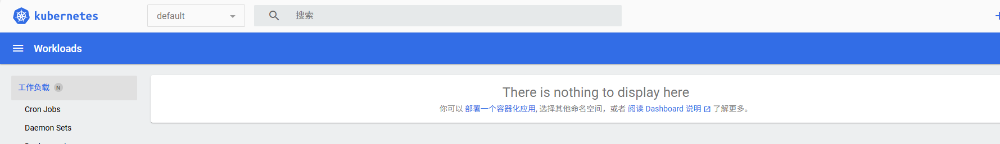 kubernetes
default
搜索
Workloads
工作负载 N
Cron Jobs
Daemon Sets
There is nothing to display here
你可以 部署一个容器化应用, 选择其他命名空间，或者 阅读 Dashboard 说明 了解更多。